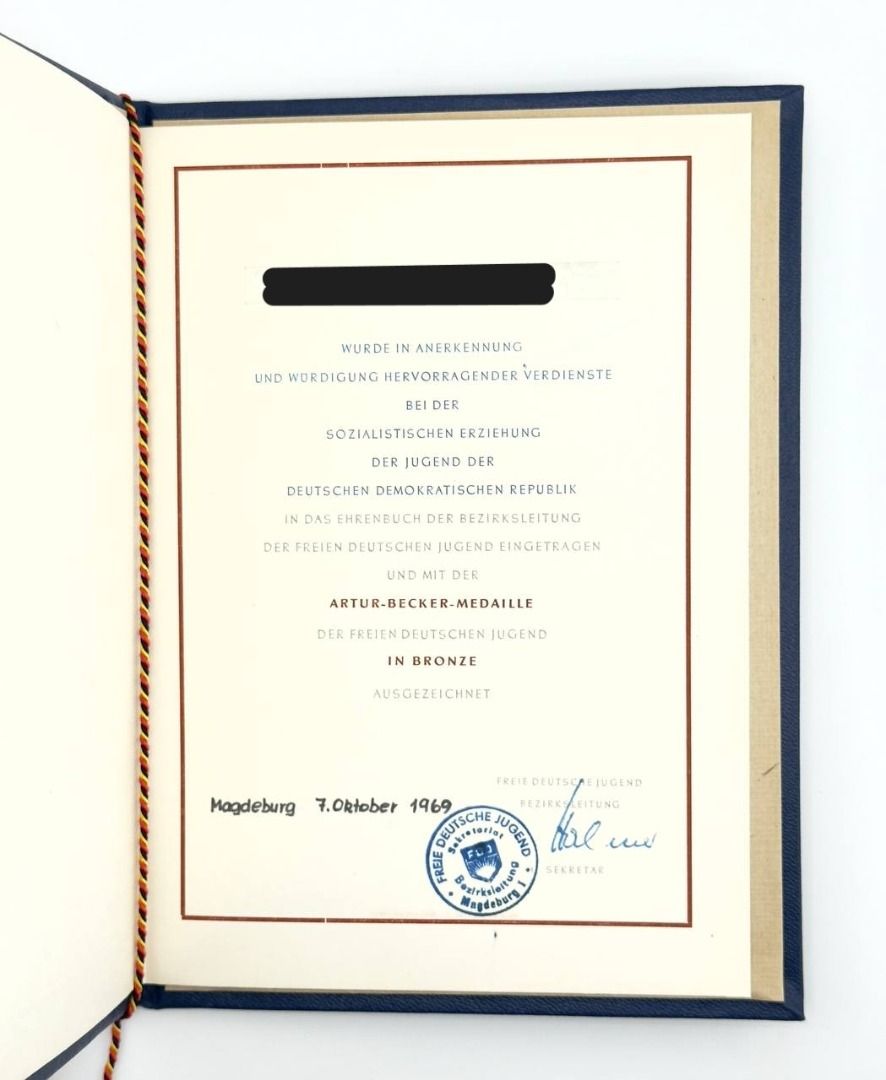 WURDE IN ANERKENNUNG
UND WÜRDIGUNG HERVORRAGENDER VERDIENSTE
BEI DER
SOZIALISTISCHEN ERZIEHUNG
DER JUGEND DER
DEUTSCHEN DEMOKRATISCHEN REPUBLIK
IN DAS EHRENBUCH DER BEZIRKSLEITUNG
DER FREIEN DEUTSCHEN JUGEND EINGETRAGEN
UND MIT DER
ARTUR-BECKER-MEDAILLE
DER FREIEN DEUTSCHEN JUGEND
IN BRONZE
AUSGEZEICHNET
FREIE DEUTSCHE JUGEND
BEZIRKSLEITUNG
Magdeburg 7. Oktober 1969
SEKRETÄR
FREIE DEUTSCHE JUGEND
Sekretariat
FDJ
Bezirksleitung
Magdeburg 1